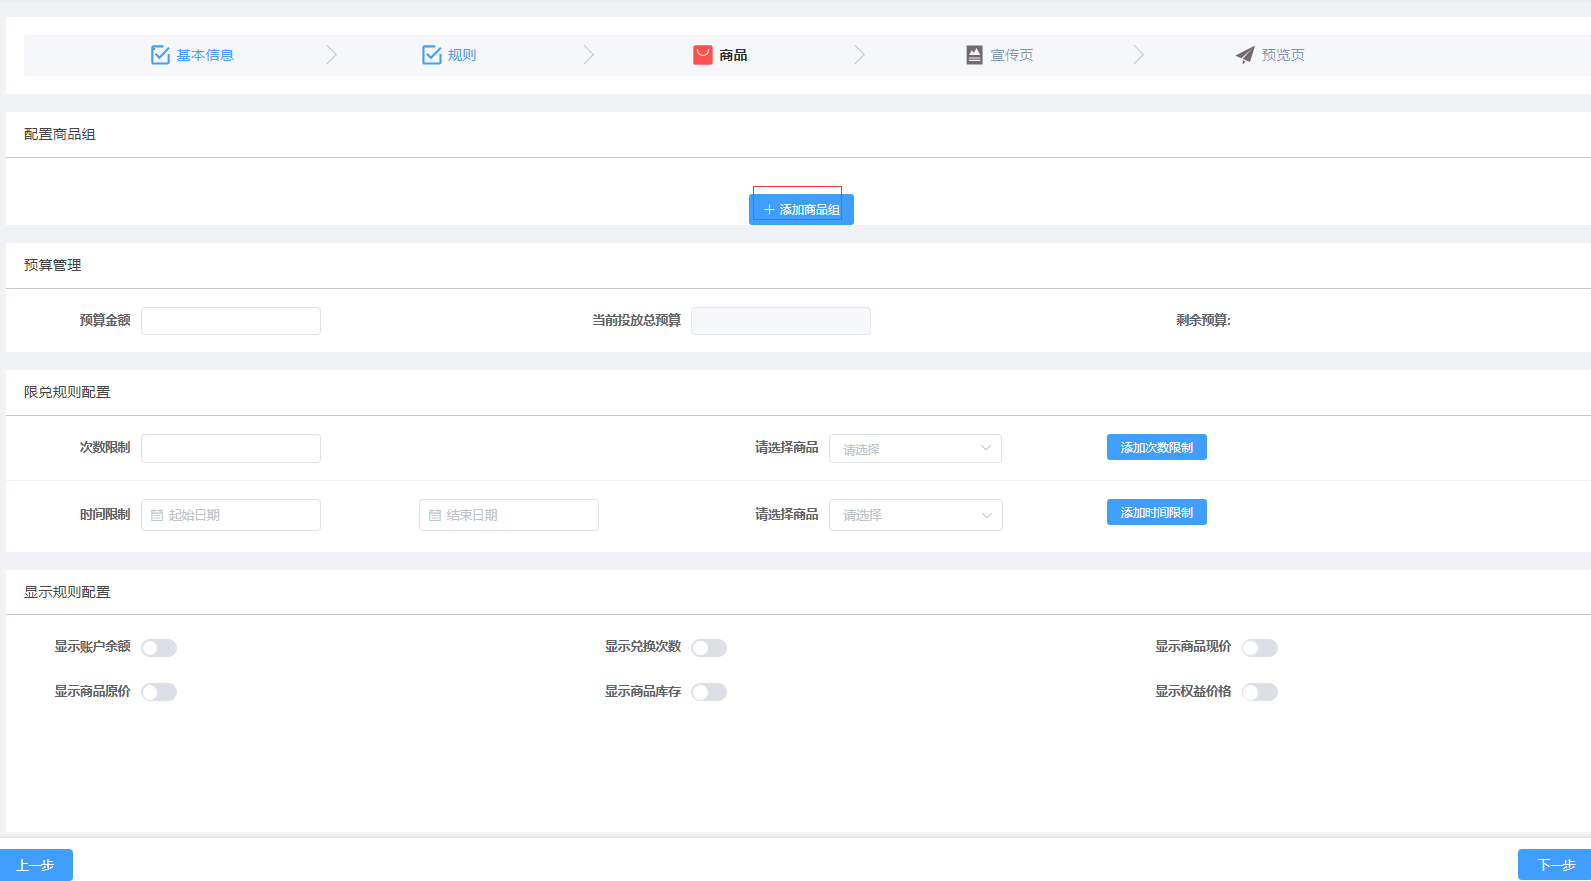 基本信息 规则 商品 宣传页 预览页
配置商品组
添加商品组
预算管理
预算金额 当前投放总预算 剩余预算:
限兑规则配置
次数限制 请选择商品 请选择 添加次数限制
时间限制 起始日期 结束日期 请选择商品 请选择 添加时间限制
显示规则配置
显示账户余额 显示兑换次数 显示商品现价
显示商品原价 显示商品库存 显示权益价格
上一步 下一步